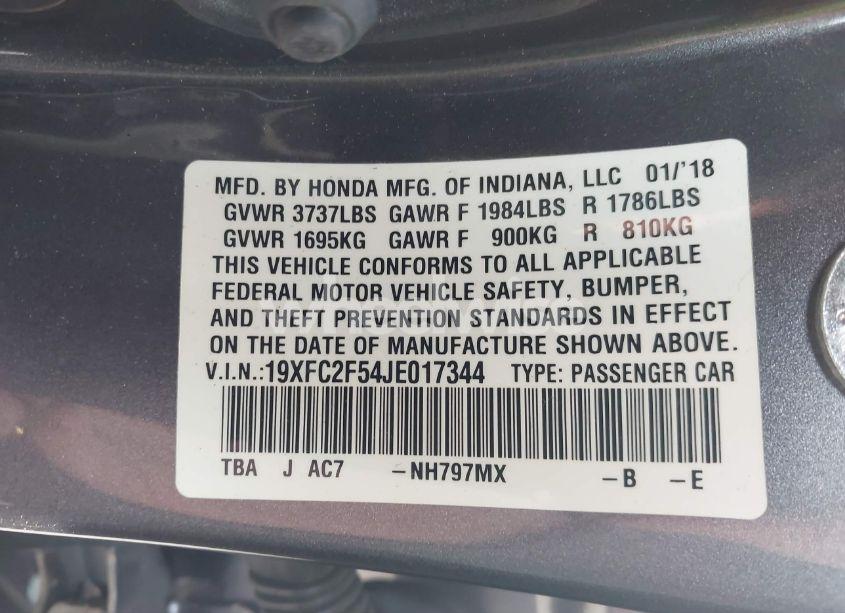 MFD. BY HONDA MFG. OF INDIANA, LLC 01/'18
GVWR 3737LBS GAWR F 1984LBS R 1786LBS
GVWR 1695KG GAWR F 900KG R 810KG
THIS VEHICLE CONFORMS TO ALL APPLICABLE
FEDERAL MOTOR VEHICLE SAFETY, BUMPER,
AND THEFT PREVENTION STANDARDS IN EFFECT
ON THE DATE OF MANUFACTURE SHOWN ABOVE.
V.I.N.:19XFC2F54JE017344 TYPE: PASSENGER CAR
TBA J AC7 -NH797MX -B -E